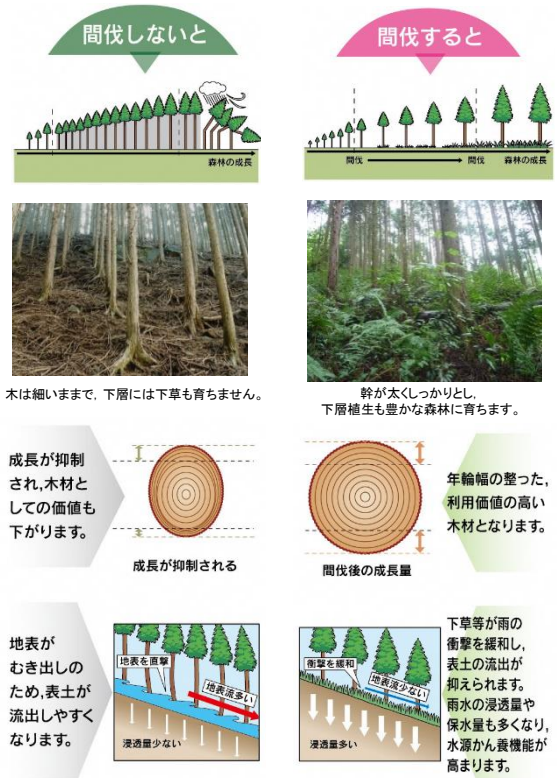 間伐しないと
森林の成長
木は細いままで，下層には下草も育ちません。
成長が抑制
され,木材と
しての価値も
下がります。
成長が抑制される
地表が
むき出しの
ため,表土が
流出しやすく
なります。
地表を直撃
地表流多い
浸透量少ない
間伐すると
間伐
間伐
森林の成長
幹が太くしっかりとし,
下層植生も豊かな森林に育ちます。
間伐後の成長量
年輪幅の整った,
利用価値の高い
木材となります。
衝撃を緩和
地表流少ない
浸透量多い
下草等が雨の
衝撃を緩和し,
表土の流出が
抑えられます。
雨水の浸透量や
保水量も多くなり,
水源かん養機能が
高まります。